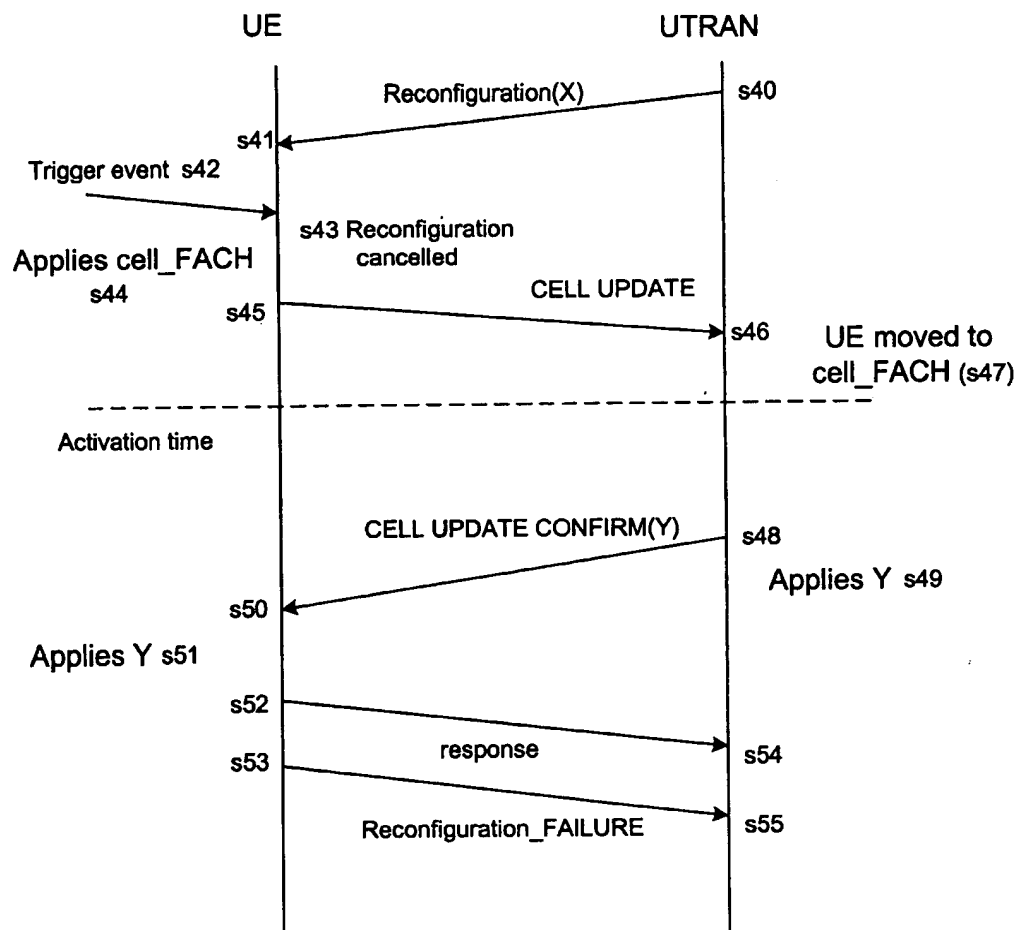 UE UTRAN
Reconfiguration(X) s40
s41
Trigger event s42
s43 Reconfiguration
cancelled
Applies cell_FACH
s44
CELL UPDATE
s45 s46
UE moved to
cell_FACH (s47)
Activation time
CELL UPDATE CONFIRM(Y) s48
Applies Y s49
s50
Applies Y s51
s52
response s54
s53
Reconfiguration_FAILURE s55